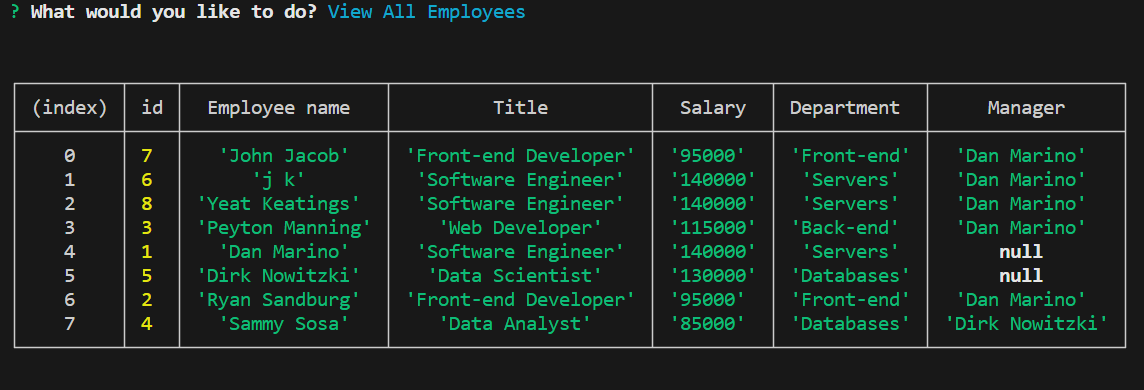 ? What would you like to do? View All Employees
(index) id Employee name Title Salary Department Manager
0 7 'John Jacob' 'Front-end Developer' '95000' 'Front-end' 'Dan Marino'
1 6 'j k' 'Software Engineer' '140000' 'Servers' 'Dan Marino'
2 8 'Yeat Keatings' 'Software Engineer' '140000' 'Servers' 'Dan Marino'
3 3 'Peyton Manning' 'Web Developer' '115000' 'Back-end' 'Dan Marino'
4 1 'Dan Marino' 'Software Engineer' '140000' 'Servers' null
5 5 'Dirk Nowitzki' 'Data Scientist' '130000' 'Databases' null
6 2 'Ryan Sandburg' 'Front-end Developer' '95000' 'Front-end' 'Dan Marino'
7 4 'Sammy Sosa' 'Data Analyst' '85000' 'Databases' 'Dirk Nowitzki'